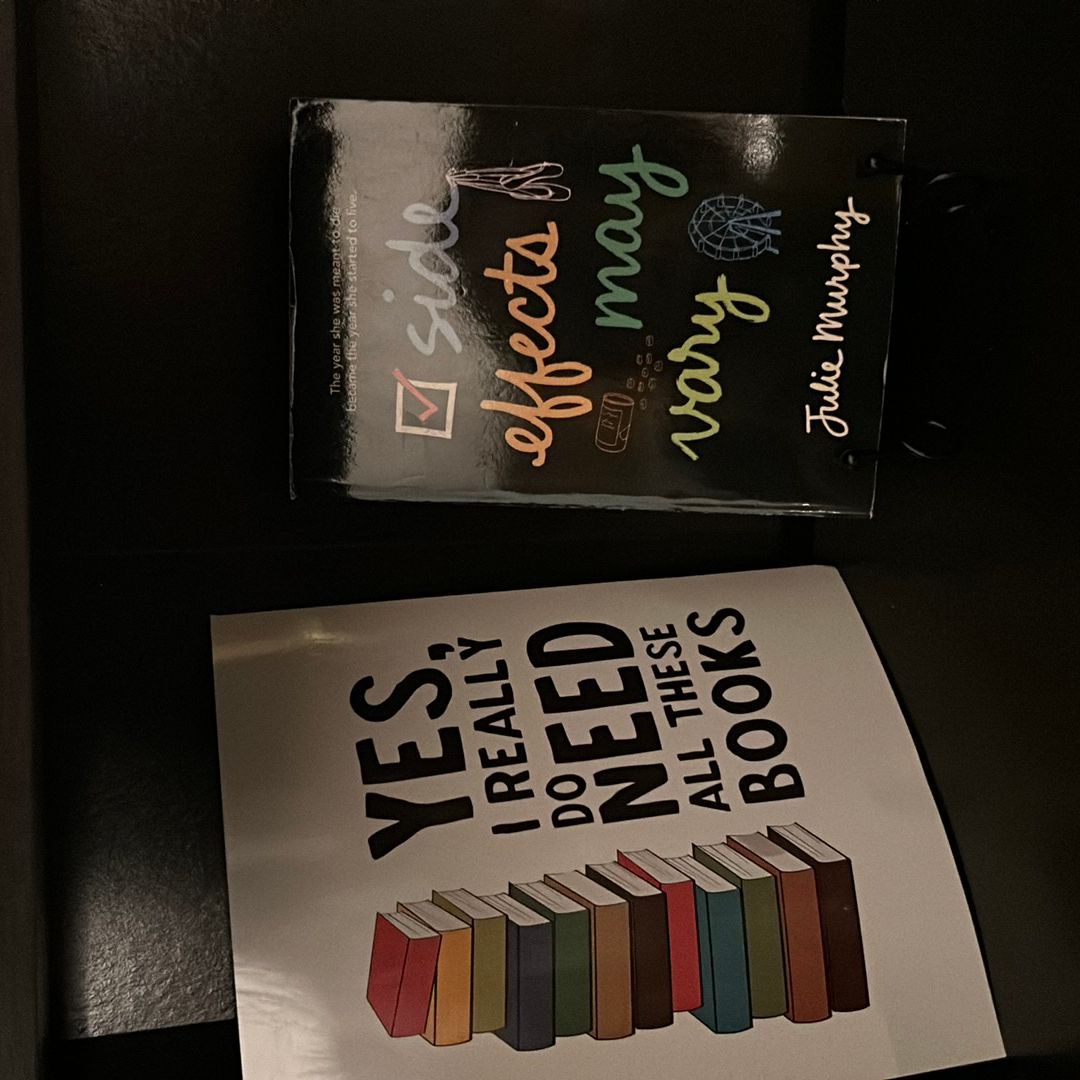 YES,
I REALLY
DO
NEED
ALL THESE
BOOKS
The year she was meant to die
became the year she started to live.
side
effects
may
vary
Julie Murphy